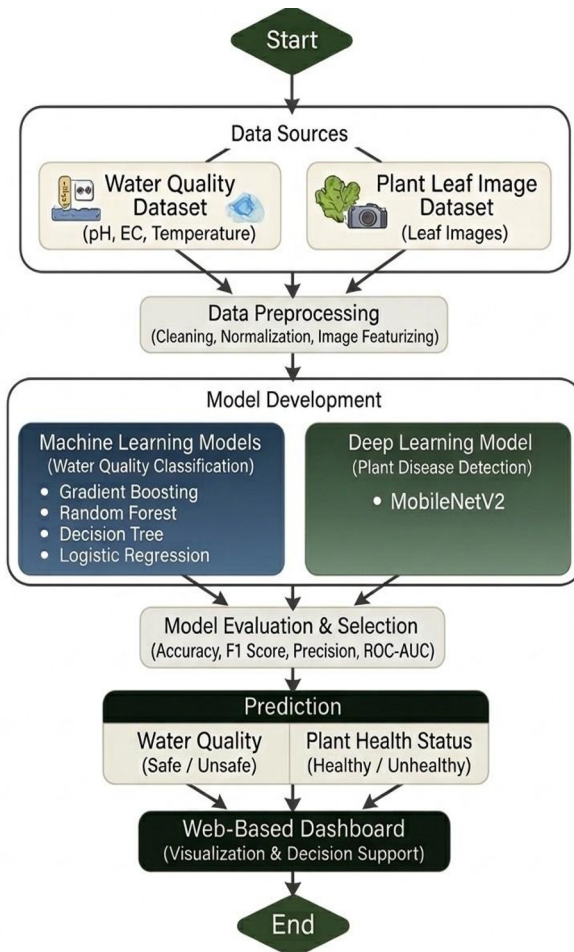 Start
Data Sources
Water Quality
Dataset
(pH, EC, Temperature)
Plant Leaf Image
Dataset
(Leaf Images)
Data Preprocessing
(Cleaning, Normalization, Image Featurizing)
Model Development
Machine Learning Models
(Water Quality Classification)
• Gradient Boosting
• Random Forest
• Decision Tree
• Logistic Regression
Deep Learning Model
(Plant Disease Detection)
• MobileNetV2
Model Evaluation & Selection
(Accuracy, F1 Score, Precision, ROC-AUC)
Prediction
Water Quality
(Safe / Unsafe)
Plant Health Status
(Healthy / Unhealthy)
Web-Based Dashboard
(Visualization & Decision Support)
End